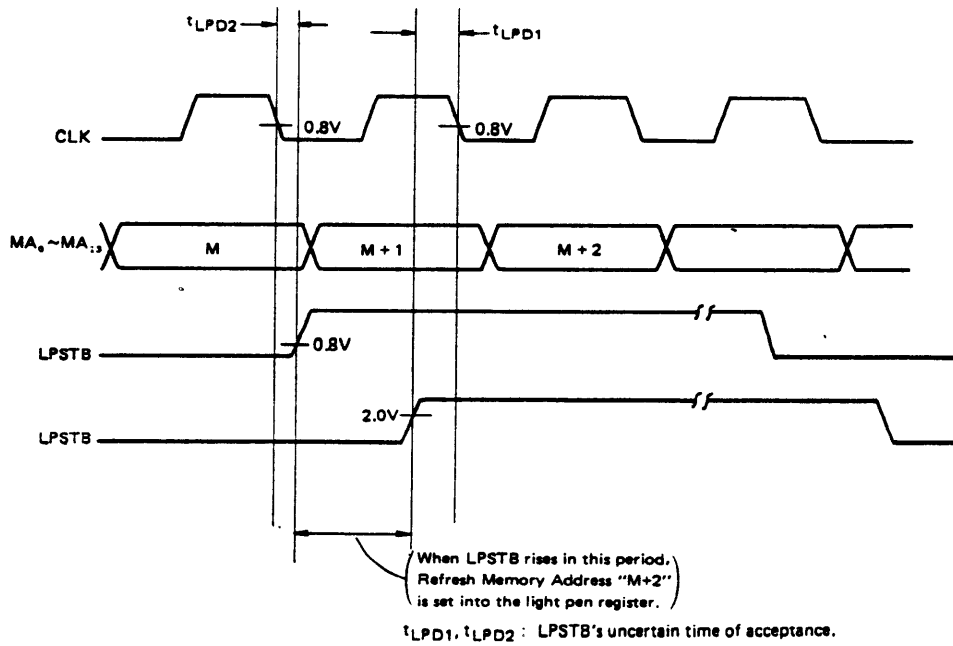 tLPD2
tLPD1
CLK
0.8V
0.8V
MA₀~MA₁₃
M
M + 1
M + 2
LPSTB
0.8V
2.0V
LPSTB
When LPSTB rises in this period,
Refresh Memory Address "M+2"
is set into the light pen register.
tLPD1, tLPD2 : LPSTB's uncertain time of acceptance.